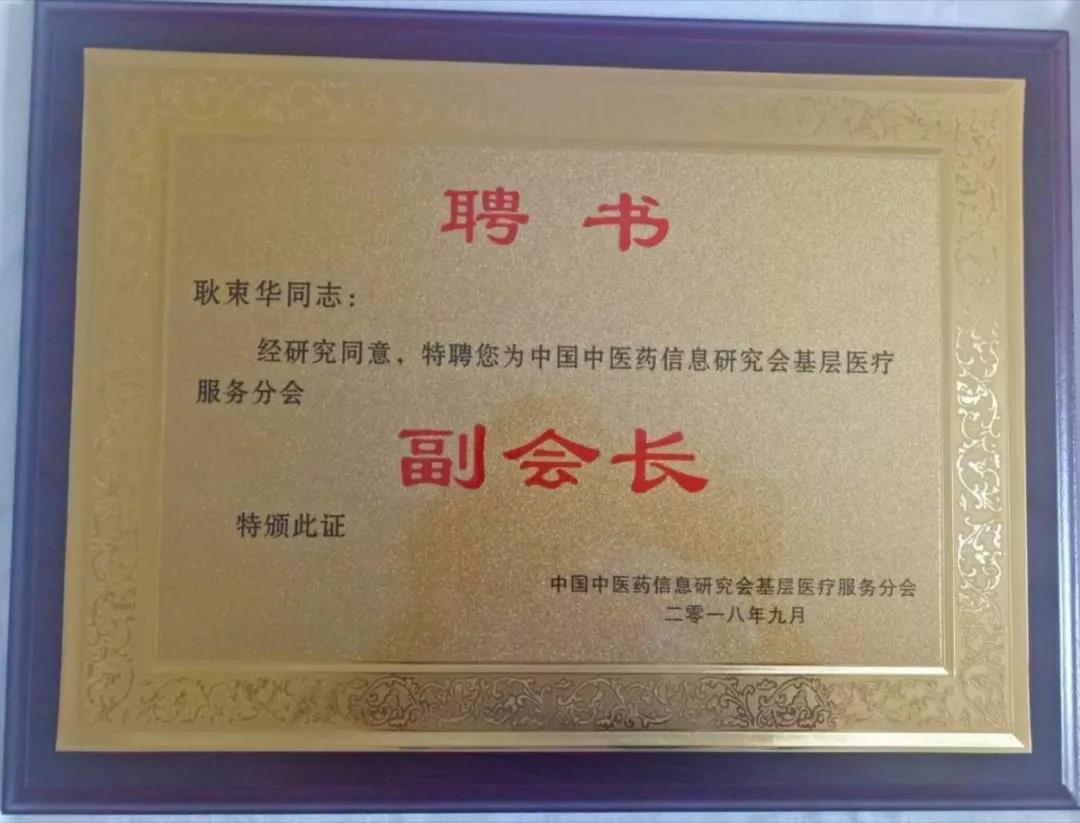 聘书
耿束华同志：
经研究同意，特聘您为中国中医药信息研究会基层医疗
服务分会
副会长
特颁此证
中国中医药信息研究会基层医疗服务分会
二零一八年九月